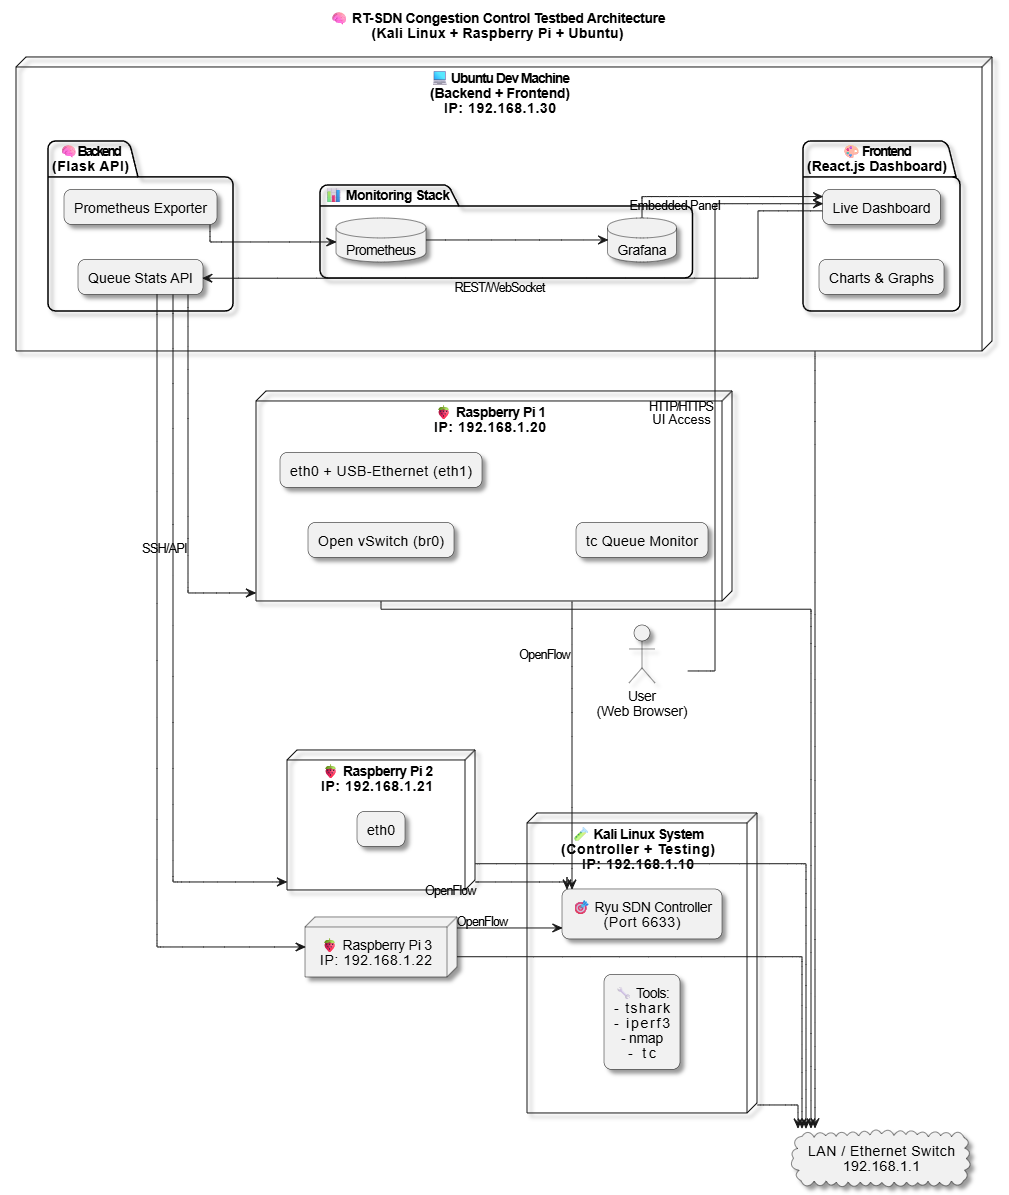 RT-SDN Congestion Control Testbed Architecture
(Kali Linux + Raspberry Pi + Ubuntu)
Ubuntu Dev Machine
(Backend + Frontend)
IP: 192.168.1.30
Backend
(Flask API)
Prometheus Exporter
Queue Stats API
Monitoring Stack
Prometheus
Grafana
Embedded Panel
REST/WebSocket
Frontend
(React.js Dashboard)
Live Dashboard
Charts & Graphs
Raspberry Pi 1
IP: 192.168.1.20
HTTP/HTTPS
UI Access
eth0 + USB-Ethernet (eth1)
Open vSwitch (br0)
tc Queue Monitor
SSH/API
OpenFlow
User
(Web Browser)
Raspberry Pi 2
IP: 192.168.1.21
eth0
OpenFlow
Raspberry Pi 3
IP: 192.168.1.22
OpenFlow
Kali Linux System
(Controller + Testing)
IP: 192.168.1.10
Ryu SDN Controller
(Port 6633)
Tools:
- tshark
- iperf3
- nmap
- tc
LAN / Ethernet Switch
192.168.1.1